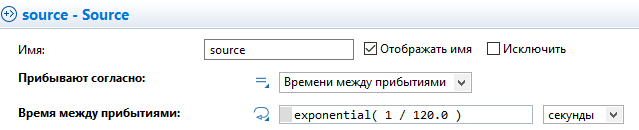 source - Source
Имя: source Отображать имя Исключить
Прибывают согласно: Времени между прибытиями
Время между прибытиями: exponential( 1 / 120.0 ) секунды